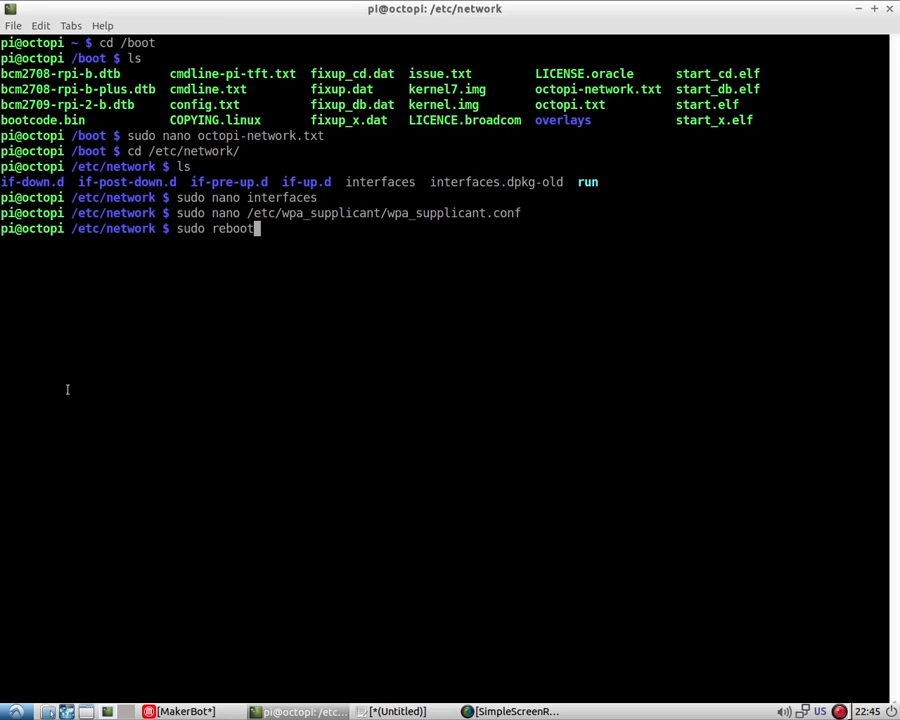 pi@octopi: /etc/network
File Edit Tabs Help
pi@octopi ~ $ cd /boot
pi@octopi /boot $ ls
bcm2708-rpi-b.dtb cmdline-pi-tft.txt fixup_cd.dat issue.txt LICENSE.oracle start_cd.elf
bcm2708-rpi-b-plus.dtb cmdline.txt fixup.dat kernel7.img octopi-network.txt start_db.elf
bcm2709-rpi-2-b.dtb config.txt fixup_db.dat kernel.img octopi.txt start.elf
bootcode.bin COPYING.linux fixup_x.dat LICENCE.broadcom overlays start_x.elf
pi@octopi /boot $ sudo nano octopi-network.txt
pi@octopi /boot $ cd /etc/network/
pi@octopi /etc/network $ ls
if-down.d if-post-down.d if-pre-up.d if-up.d interfaces interfaces.dpkg-old run
pi@octopi /etc/network $ sudo nano interfaces
pi@octopi /etc/network $ sudo nano /etc/wpa_supplicant/wpa_supplicant.conf
pi@octopi /etc/network $ sudo reboot
[MakerBot*] pi@octopi: /etc... [*(Untitled)] [SimpleScreenR... US 22:45